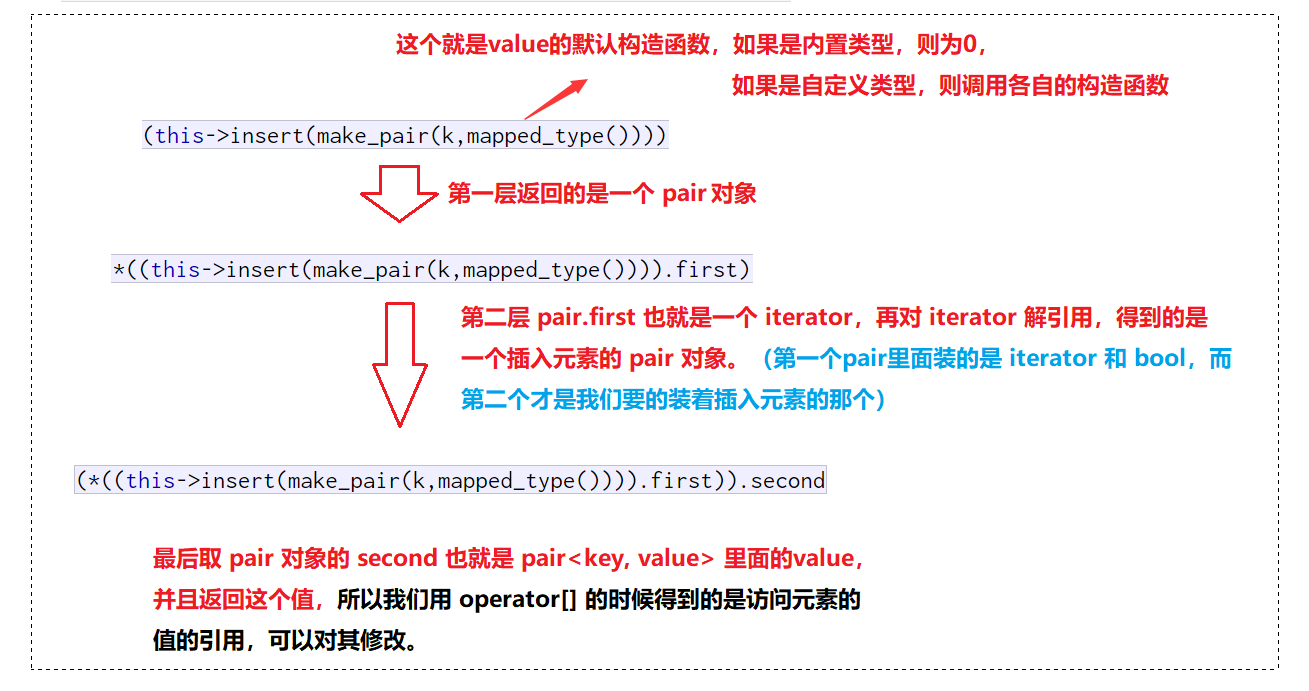 这个就是value的默认构造函数，如果是内置类型，则为0，
如果是自定义类型，则调用各自的构造函数
(this->insert(make_pair(k,mapped_type())))
第一层返回的是一个 pair 对象
*((this->insert(make_pair(k,mapped_type()))).first)
第二层 pair.first 也就是一个 iterator，再对 iterator 解引用，得到的是
一个插入元素的 pair 对象。（第一个pair里面装的是 iterator 和 bool，而
第二个才是我们要的装着插入元素的那个）
(*((this->insert(make_pair(k,mapped_type()))).first)).second
最后取 pair 对象的 second 也就是 pair<key, value> 里面的value，
并且返回这个值，所以我们用 operator[] 的时候得到的是访问元素的
值的引用，可以对其修改。